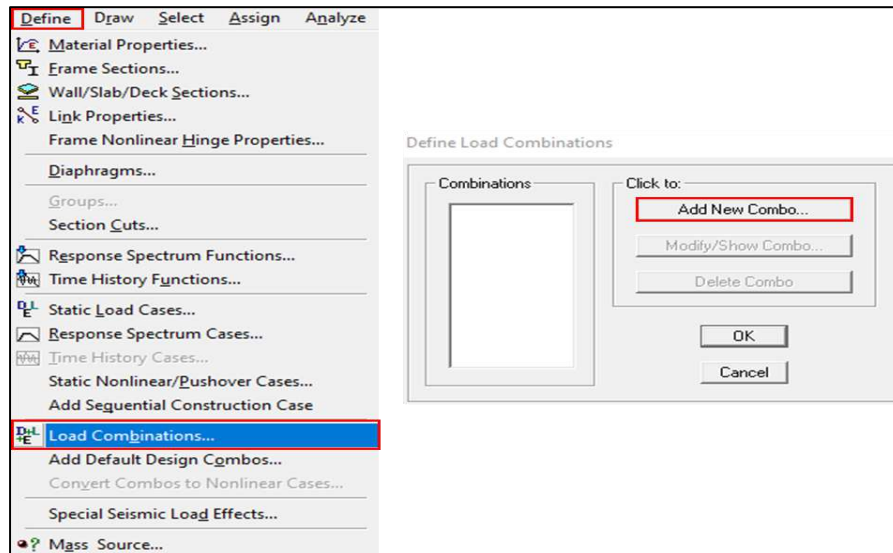 Define Draw Select Assign Analyze
Material Properties...
Frame Sections...
Wall/Slab/Deck Sections...
Link Properties...
Frame Nonlinear Hinge Properties...
Diaphragms...
Groups...
Section Cuts...
Response Spectrum Functions...
Time History Functions...
Static Load Cases...
Response Spectrum Cases...
Time History Cases...
Static Nonlinear/Pushover Cases...
Add Sequential Construction Case
Load Combinations...
Add Default Design Combos...
Convert Combos to Nonlinear Cases...
Special Seismic Load Effects...
Mass Source...
Define Load Combinations
Combinations
Click to:
Add New Combo...
Modify/Show Combo...
Delete Combo
OK
Cancel